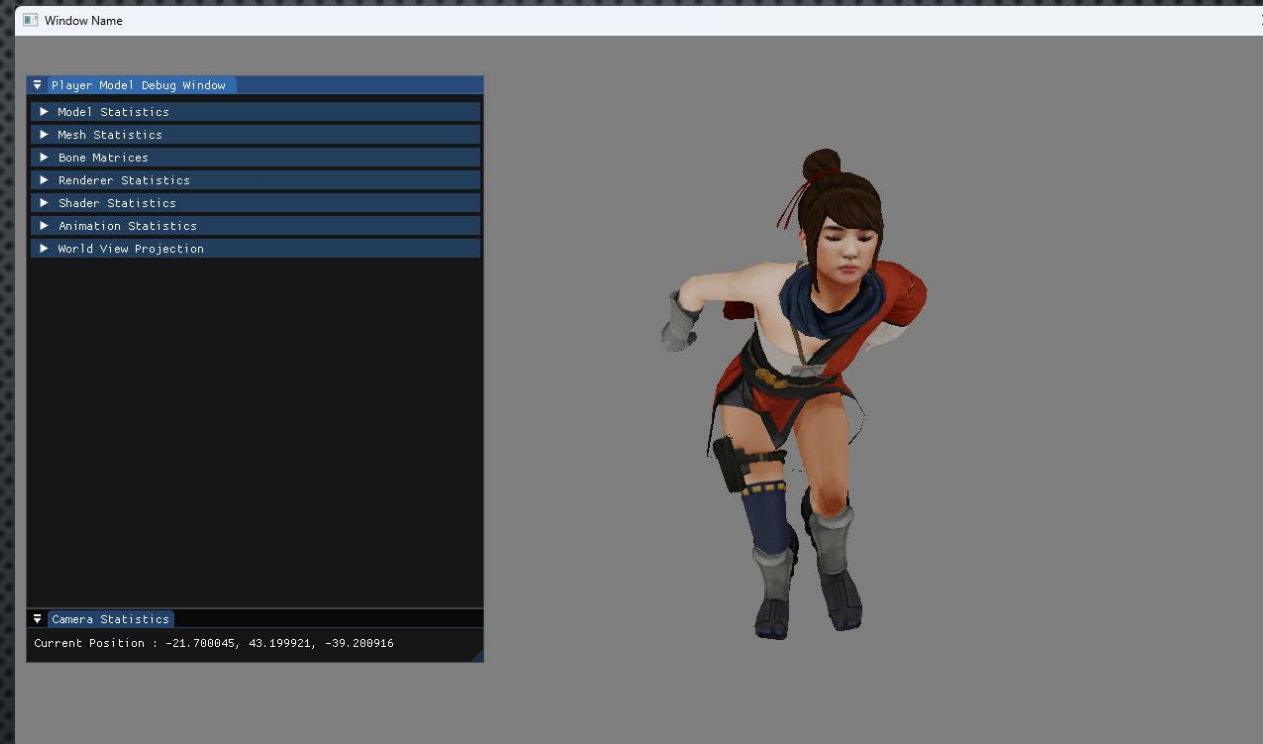 Window Name
Player Model Debug Window
Model Statistics
Mesh Statistics
Bone Matrices
Renderer Statistics
Shader Statistics
Animation Statistics
World View Projection
Camera Statistics
Current Position : -21.700045, 43.199921, -39.200916